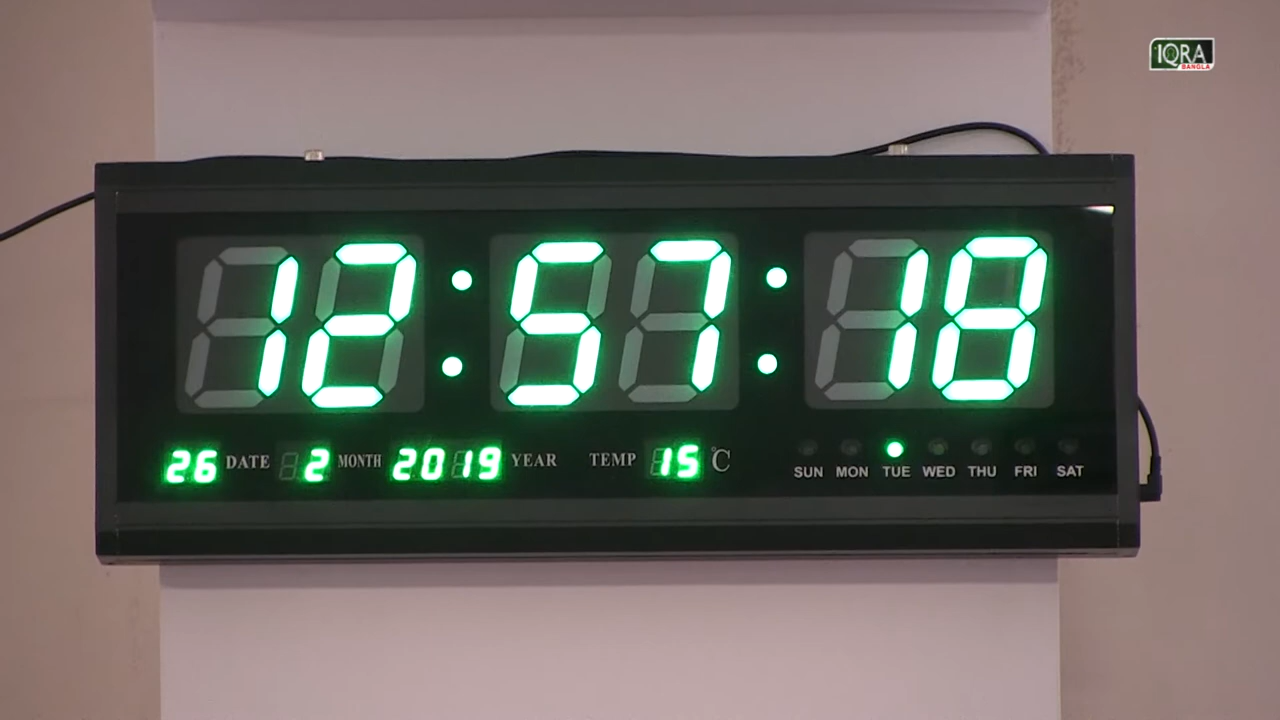 IQRA
BANGLA
12:57:18
26 DATE 2 MONTH 2019 YEAR TEMP 15 °C
SUN MON TUE WED THU FRI SAT